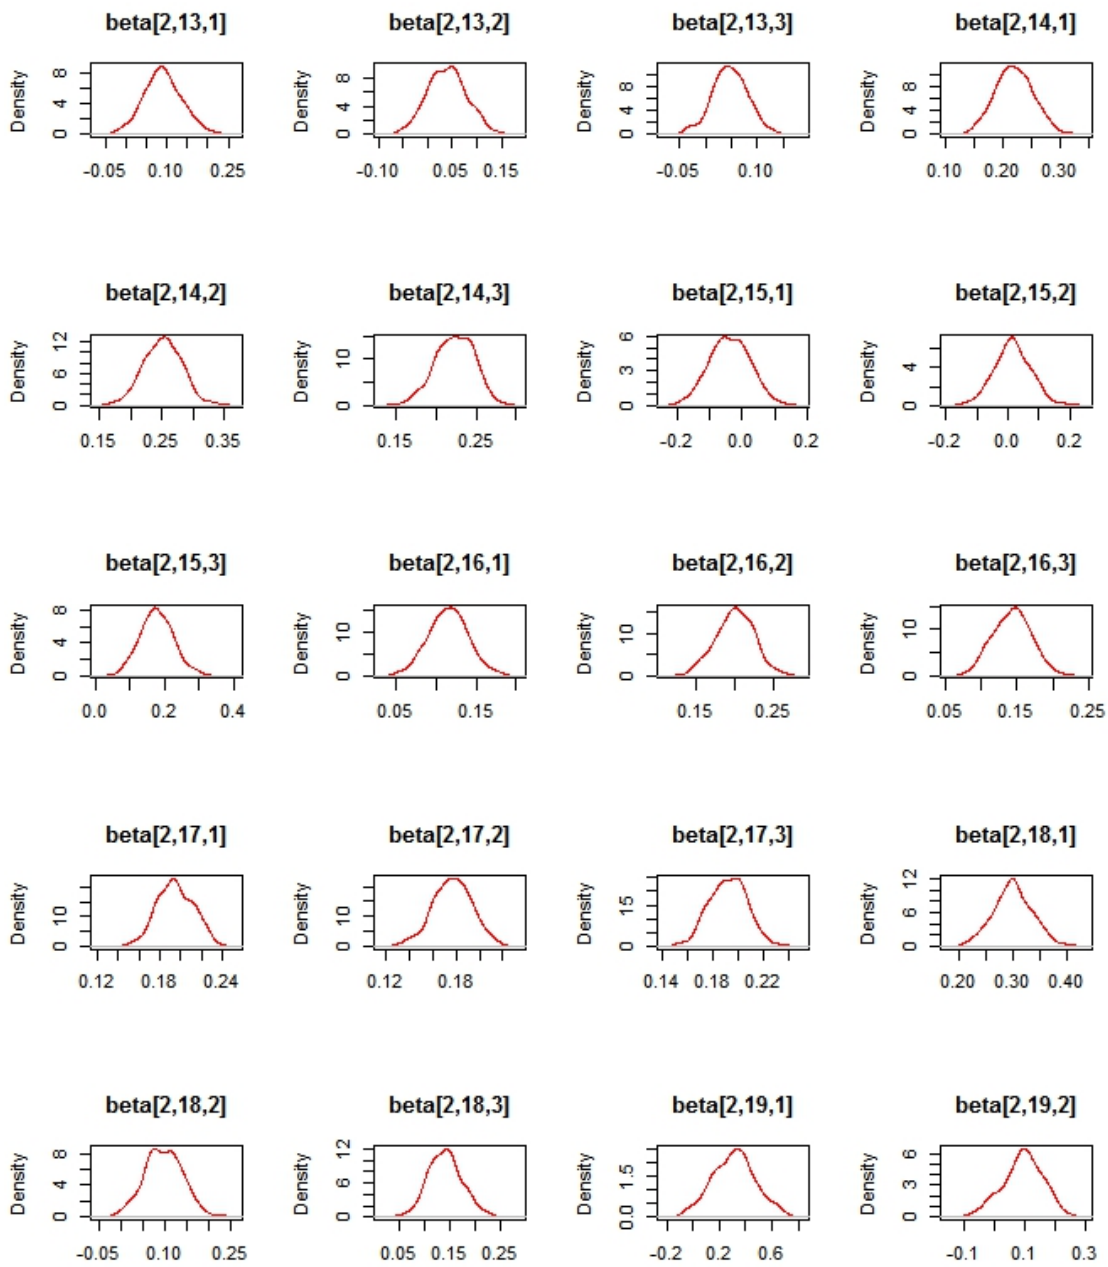 beta[2,13,1] beta[2,13,2] beta[2,13,3] beta[2,14,1]
Density 0 4 8 Density 0 4 8 Density 0 4 8 Density 0 4 8
-0.05 0.10 0.25 -0.10 0.05 0.15 -0.05 0.10 0.10 0.20 0.30
beta[2,14,2] beta[2,14,3] beta[2,15,1] beta[2,15,2]
Density 0 6 12 Density 0 10 Density 0 3 6 Density 0 4
0.15 0.25 0.35 0.15 0.25 -0.2 0.0 0.2 -0.2 0.0 0.2
beta[2,15,3] beta[2,16,1] beta[2,16,2] beta[2,16,3]
Density 0 4 8 Density 0 10 Density 0 10 Density 0 10
0.0 0.2 0.4 0.05 0.15 0.15 0.25 0.05 0.15 0.25
beta[2,17,1] beta[2,17,2] beta[2,17,3] beta[2,18,1]
Density 0 10 Density 0 10 Density 0 15 Density 0 6 12
0.12 0.18 0.24 0.12 0.18 0.14 0.18 0.22 0.20 0.30 0.40
beta[2,18,2] beta[2,18,3] beta[2,19,1] beta[2,19,2]
Density 0 4 8 Density 0 6 12 Density 0.0 1.5 Density 0 3 6
-0.05 0.10 0.25 0.05 0.15 0.25 -0.2 0.2 0.6 -0.1 0.1 0.3